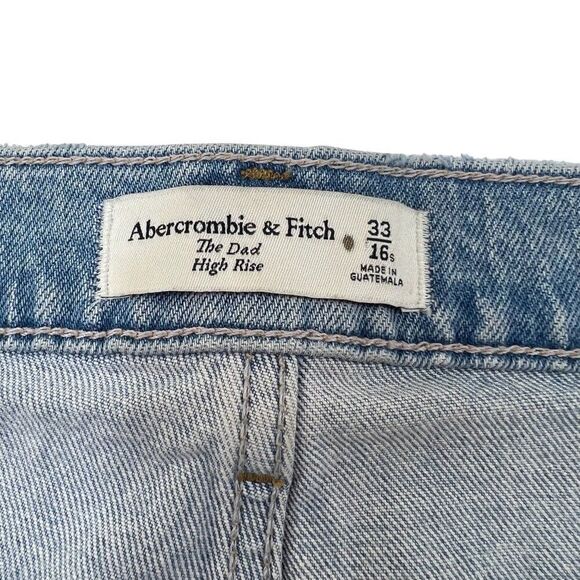 Abercrombie & Fitch
The Dad
High Rise
33
16s
MADE IN
GUATEMALA